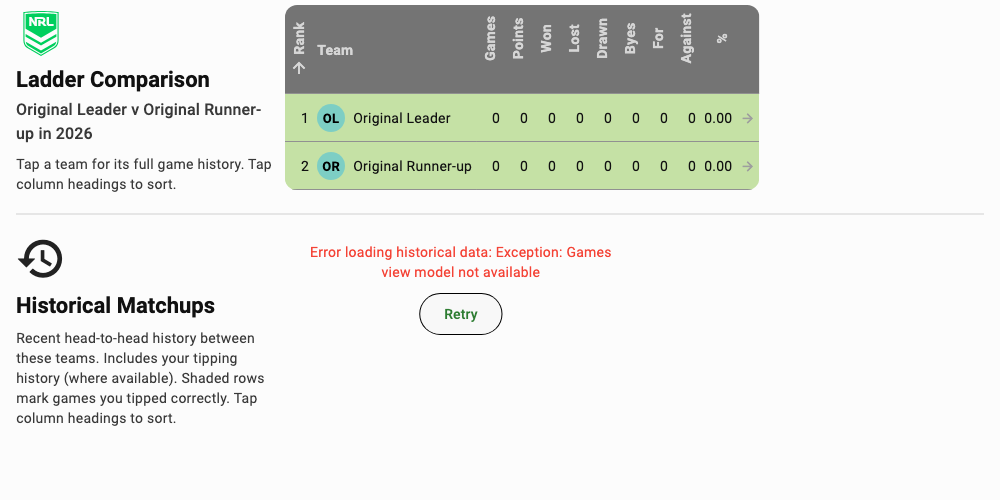 NRL
Ladder Comparison
Original Leader v Original Runner-
up in 2026
Tap a team for its full game history. Tap
column headings to sort.
Rank Team Games Points Won Lost Drawn Byes For Against %
1 OL Original Leader 0 0 0 0 0 0 0 0 0.00
2 OR Original Runner-up 0 0 0 0 0 0 0 0 0.00
Historical Matchups
Recent head-to-head history between
these teams. Includes your tipping
history (where available). Shaded rows
mark games you tipped correctly. Tap
column headings to sort.
Error loading historical data: Exception: Games
view model not available
Retry